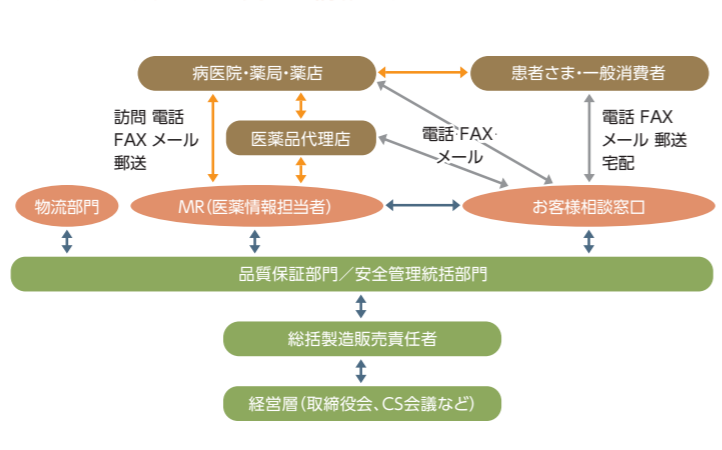 病医院・薬局・薬店
患者さま・一般消費者
訪問 電話
FAX メール
郵送
医薬品代理店
電話 FAX
メール
電話 FAX
メール 郵送
宅配
物流部門
MR（医薬情報担当者）
お客様相談窓口
品質保証部門／安全管理統括部門
総括製造販売責任者
経営層（取締役会、CS会議など）